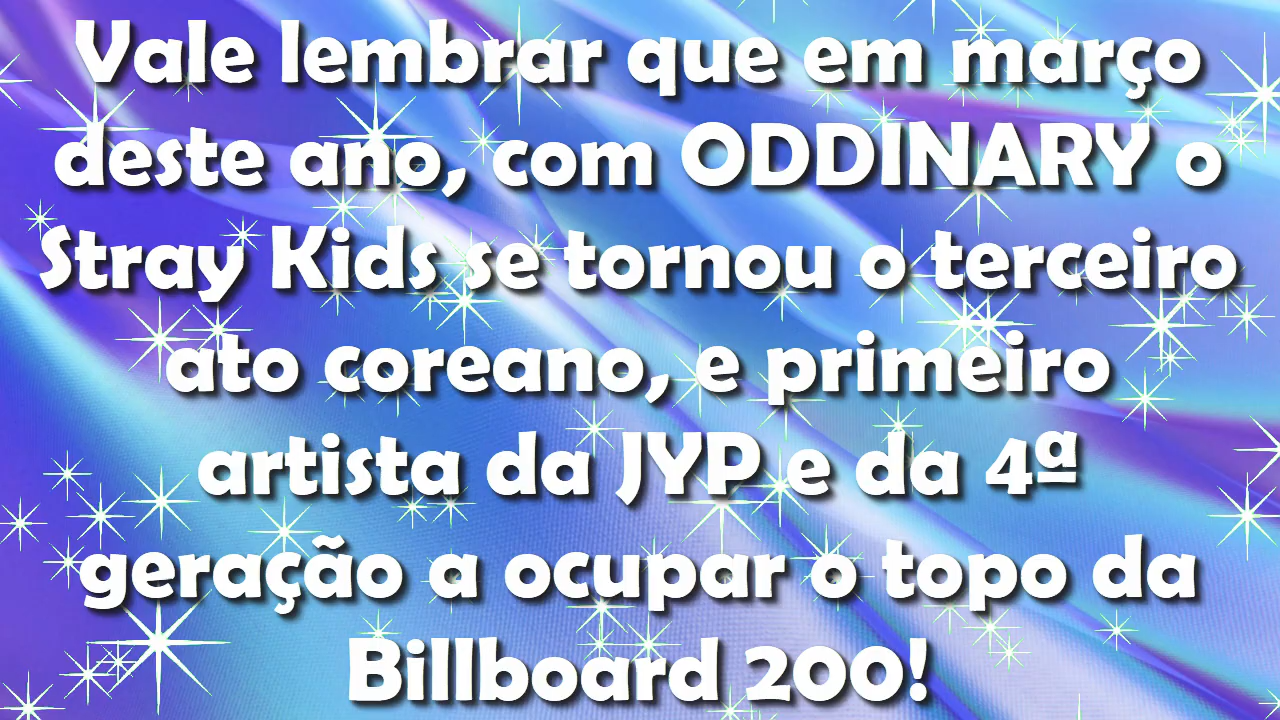 Vale lembrar que em março
deste ano, com ODDINARY o
Stray Kids se tornou o terceiro
ato coreano, e primeiro
artista da JYP e da 4ª
geração a ocupar o topo da
Billboard 200!